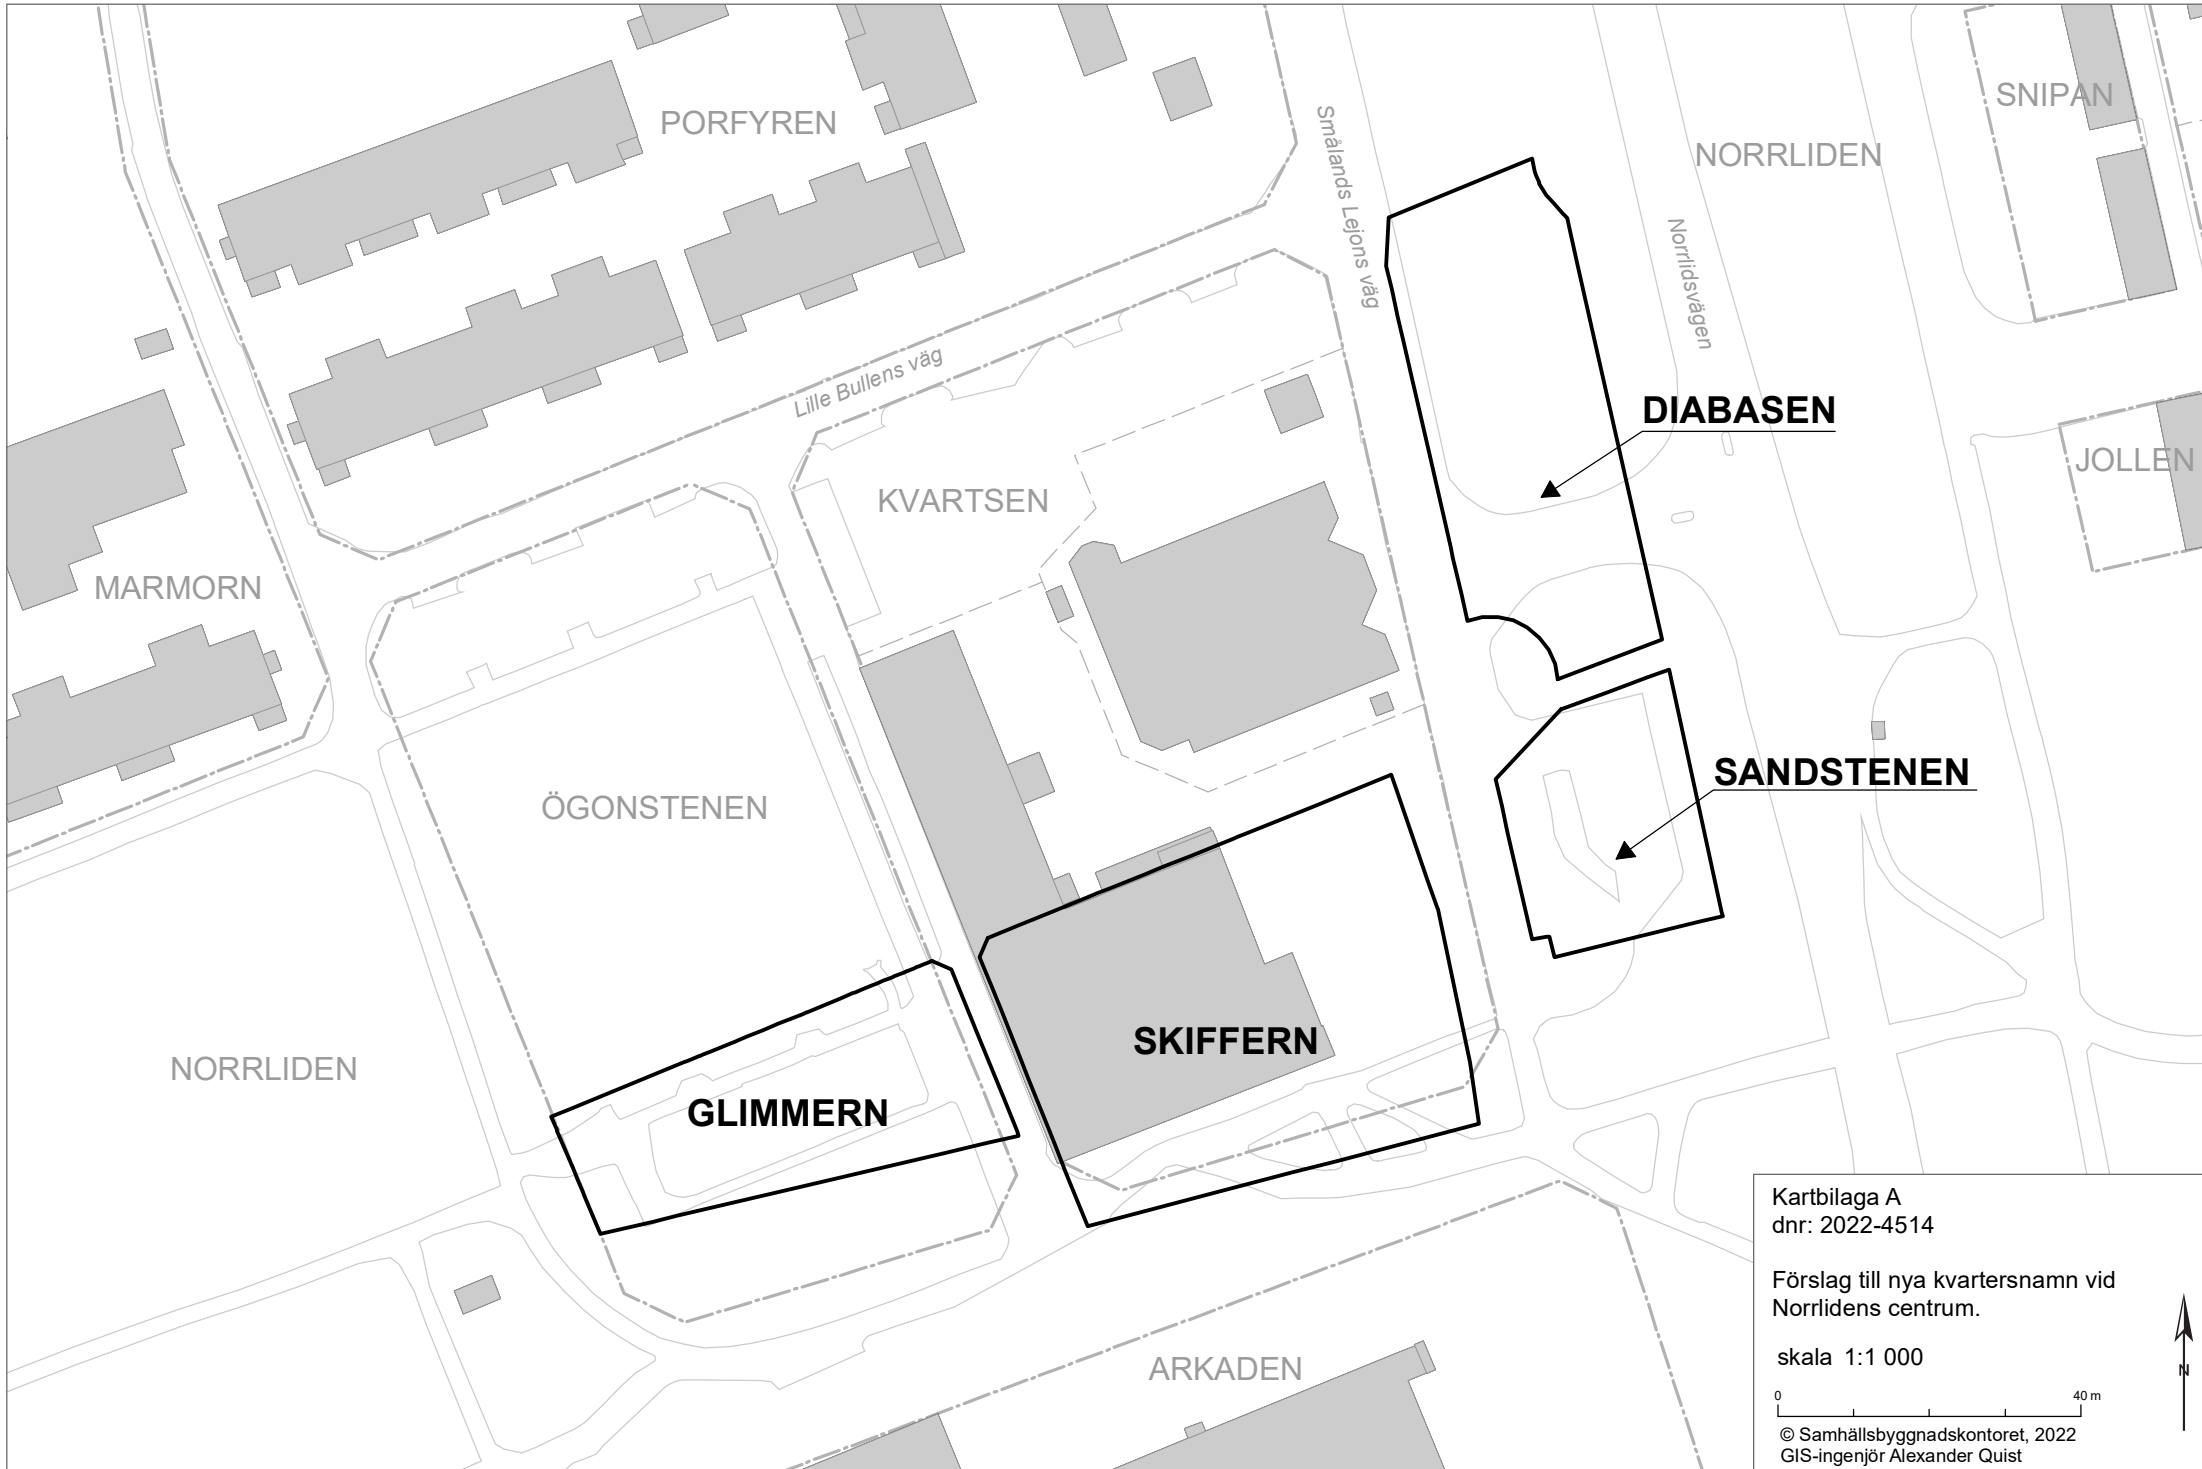 PORFYREN
Smålands Lejons väg
NORRLIDEN
SNIPAN
Norrlidsvägen
Lille Bullens väg
DIABASEN
JOLLEN
KVARTSEN
MARMORN
SANDSTENEN
ÖGONSTENEN
SKIFFERN
NORRLIDEN
GLIMMERN
ARKADEN
Kartbilaga A
dnr: 2022-4514
Förslag till nya kvartersnamn vid
Norrlidens centrum.
skala 1:1 000
0 40 m
N
© Samhällsbyggnadskontoret, 2022
GIS-ingenjör Alexander Quist